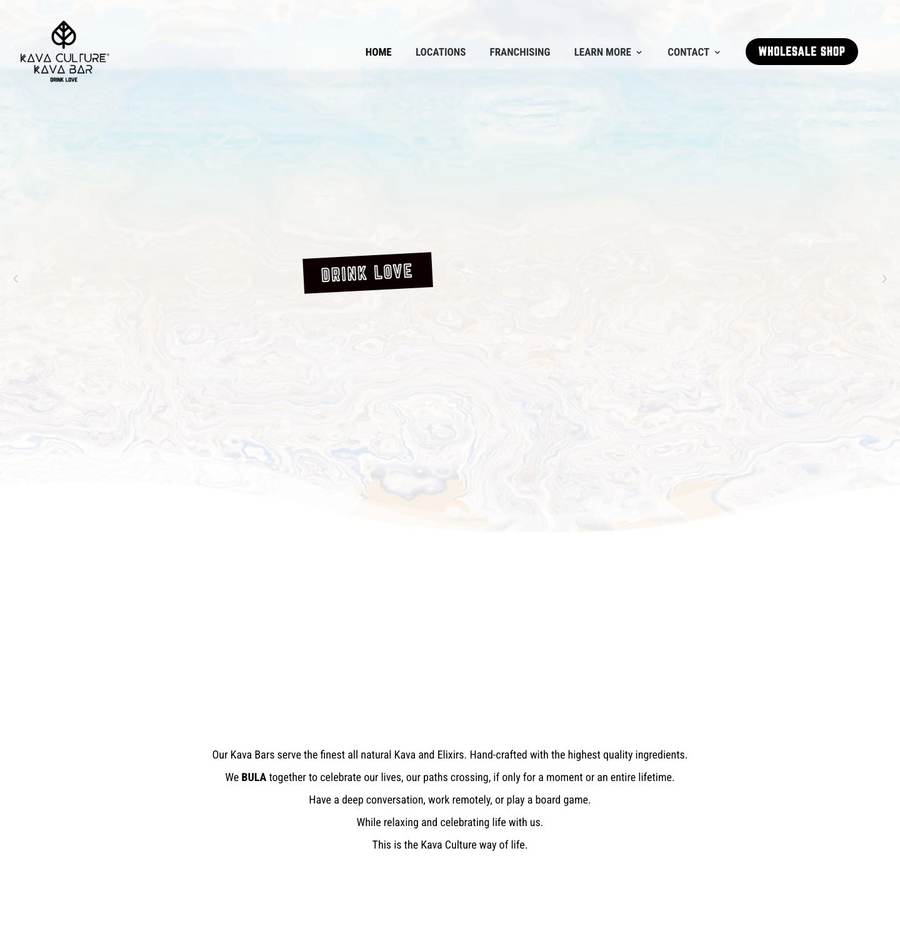 KAVA CULTURE®
KAVA BAR
DRINK LOVE
HOME
LOCATIONS
FRANCHISING
LEARN MORE
CONTACT
WHOLESALE SHOP
DRINK LOVE
Our Kava Bars serve the finest all natural Kava and Elixirs. Hand-crafted with the highest quality ingredients.
We BULA together to celebrate our lives, our paths crossing, if only for a moment or an entire lifetime.
Have a deep conversation, work remotely, or play a board game.
While relaxing and celebrating life with us.
This is the Kava Culture way of life.